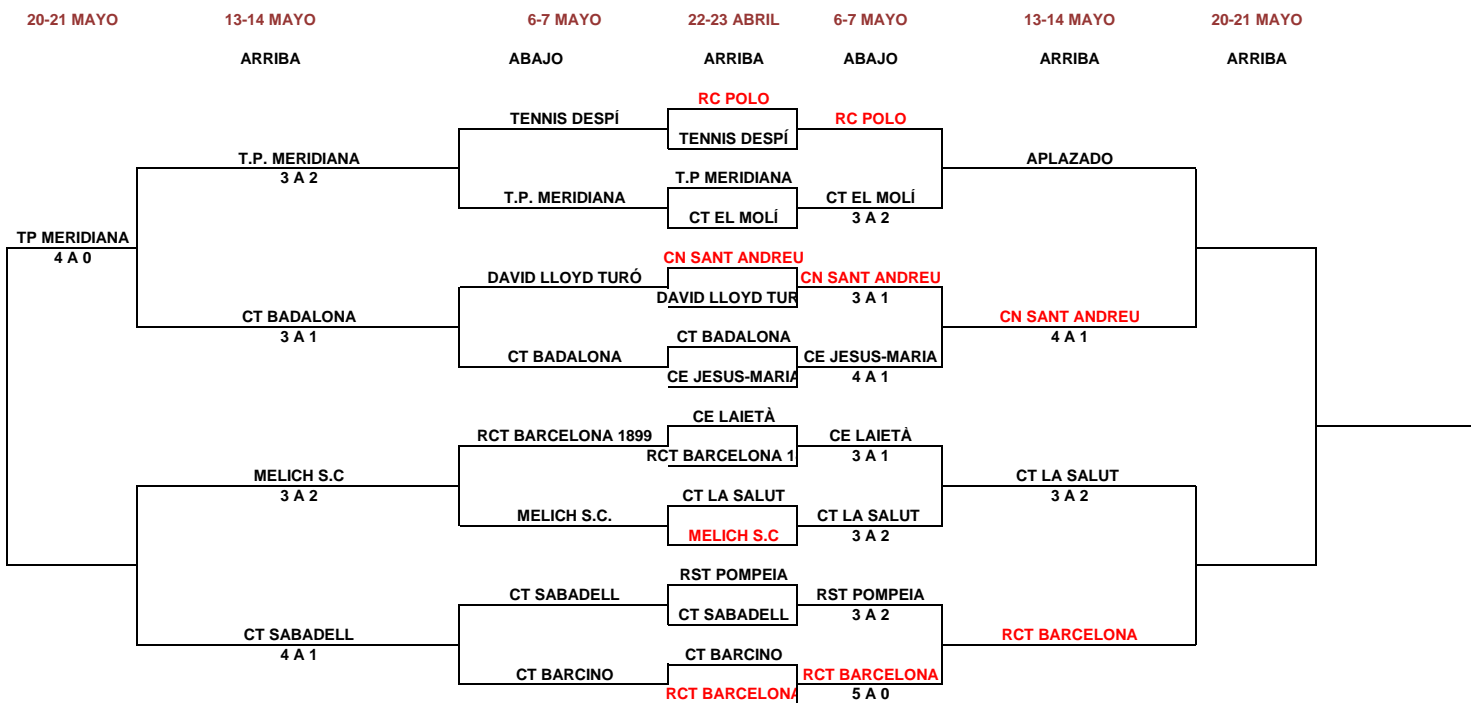 20-21 MAYO 13-14 MAYO 6-7 MAYO 22-23 ABRIL 6-7 MAYO 13-14 MAYO 20-21 MAYO
ARRIBA ABAJO ARRIBA ABAJO ARRIBA ARRIBA
RC POLO
TENNIS DESPÍ RC POLO
TENNIS DESPÍ
T.P. MERIDIANA APLAZADO
3 A 2 T.P MERIDIANA
T.P. MERIDIANA CT EL MOLÍ
CT EL MOLÍ 3 A 2
TP MERIDIANA
4 A 0 CN SANT ANDREU
DAVID LLOYD TURÓ CN SANT ANDREU
DAVID LLOYD TUR 3 A 1
CT BADALONA CN SANT ANDREU
3 A 1 CT BADALONA 4 A 1
CT BADALONA CE JESUS-MARIA
CE JESUS-MARIA 4 A 1
CE LAIETÀ
RCT BARCELONA 1899 CE LAIETÀ
RCT BARCELONA 1 3 A 1
MELICH S.C CT LA SALUT
3 A 2 CT LA SALUT 3 A 2
MELICH S.C. CT LA SALUT
MELICH S.C 3 A 2
RST POMPEIA
CT SABADELL RST POMPEIA
CT SABADELL 3 A 2
CT SABADELL RCT BARCELONA
4 A 1 CT BARCINO
CT BARCINO RCT BARCELONA
RCT BARCELONA 5 A 0